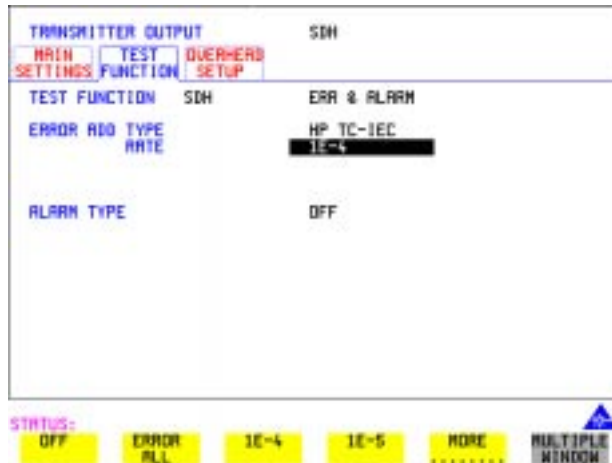 TRANSMITTER OUTPUT SDH
MAIN SETTINGS TEST FUNCTION OVERHEAD SETUP
TEST FUNCTION SDH ERR & ALARM
ERROR ADD TYPE HP TC-IEC
RATE 1E-4
ALARM TYPE OFF
STATUS:
OFF ERROR ALL 1E-4 1E-5 MORE ........ MULTIPLE WINDOW